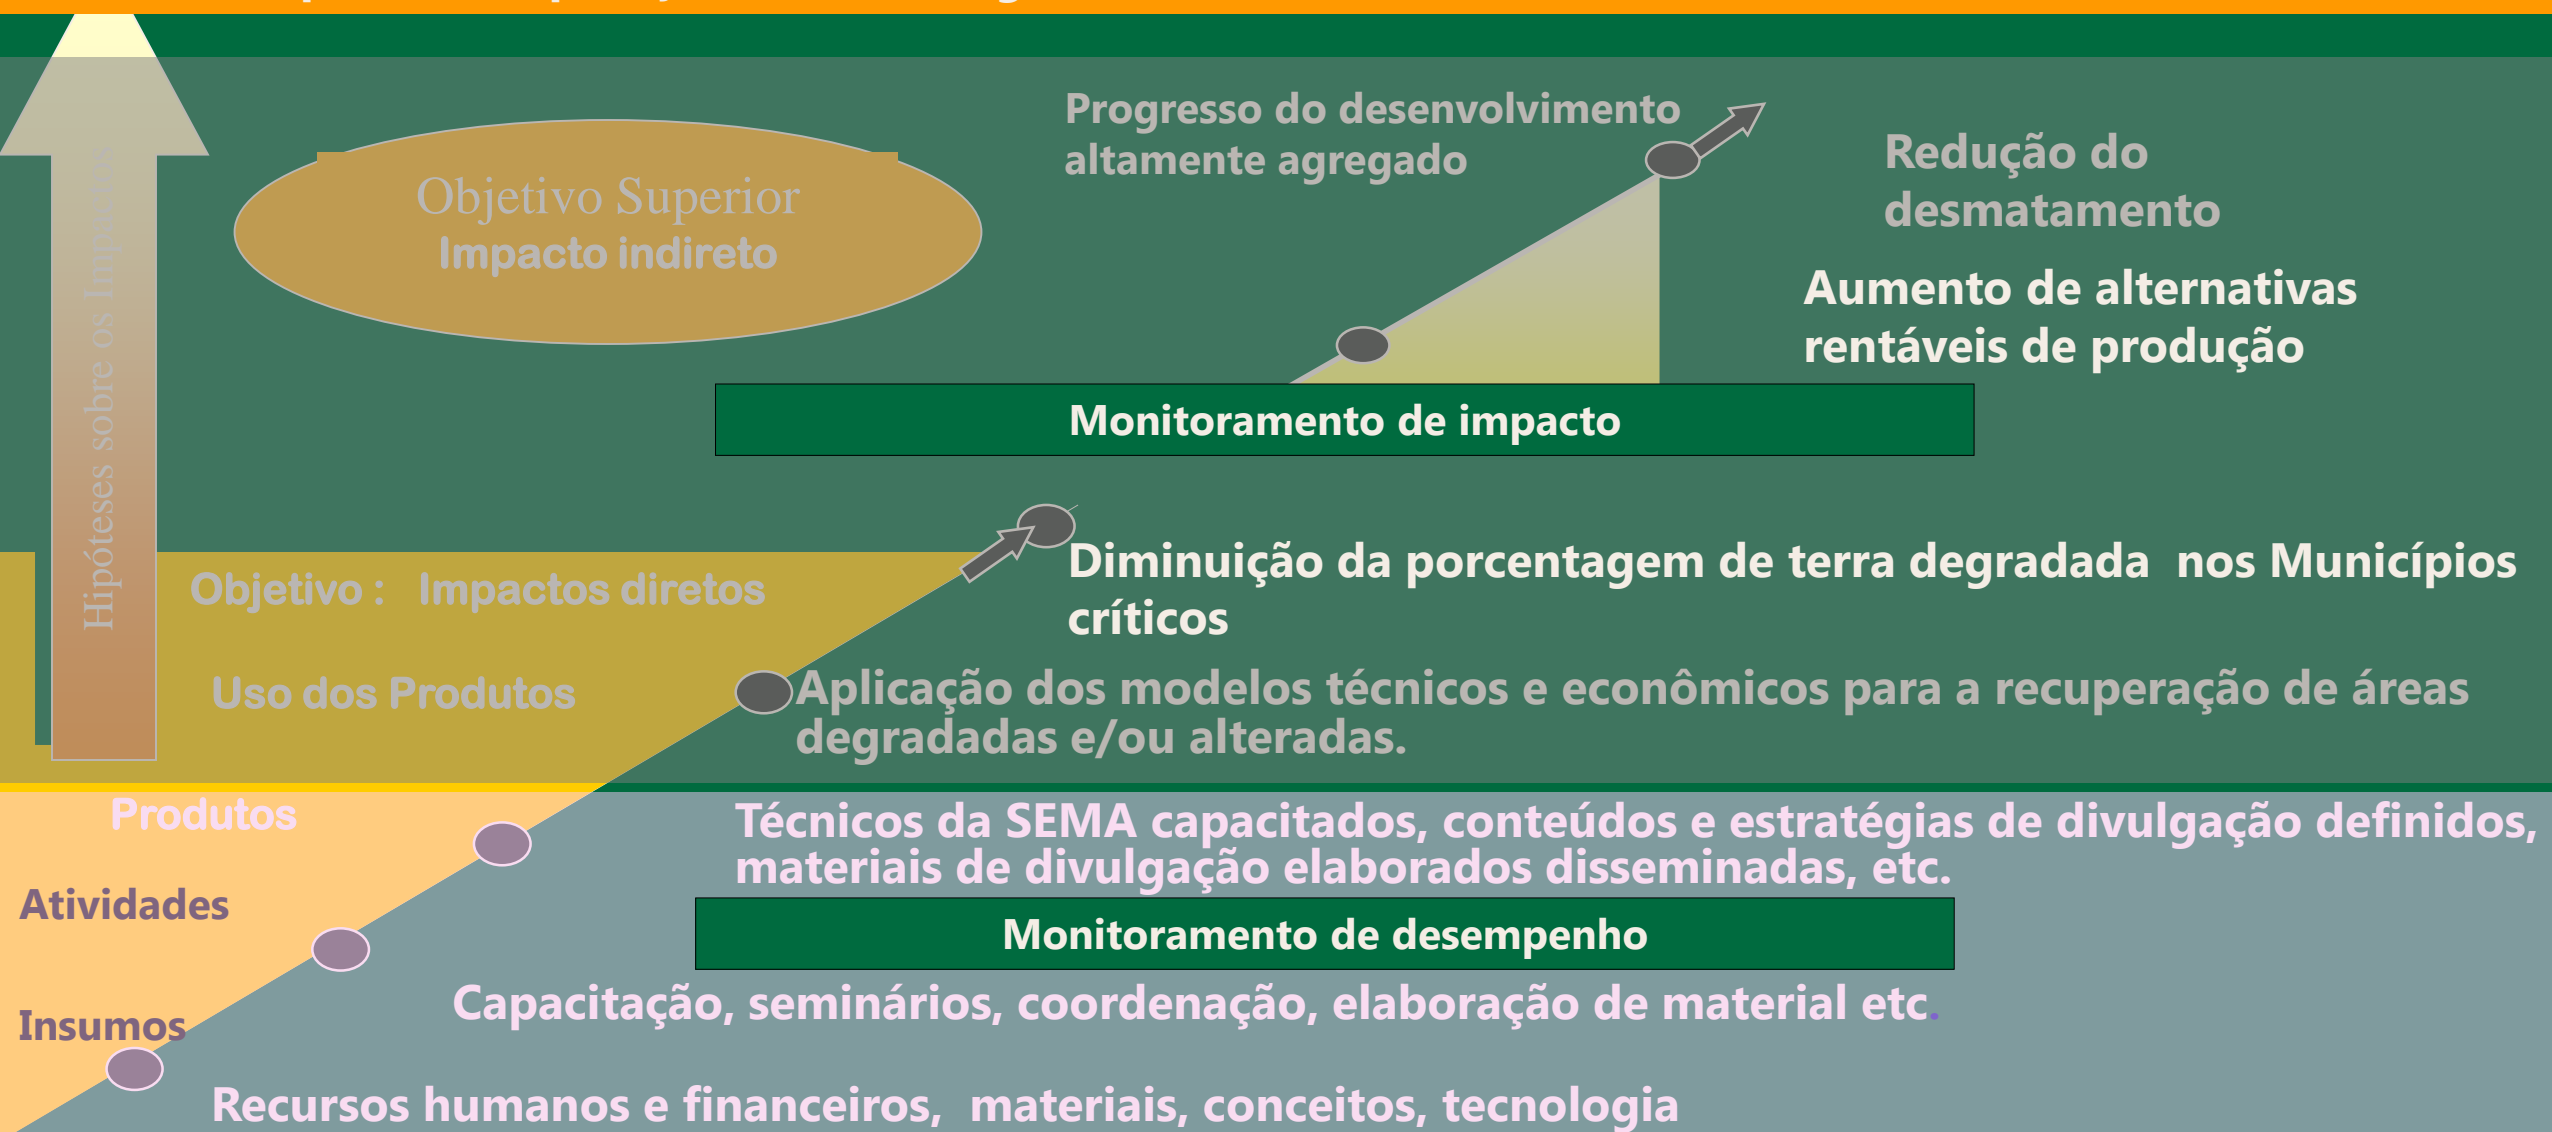 Progresso do desenvolvimento
altamente agregado
Redução do
desmatamento
Objetivo Superior
Impacto indireto
Aumento de alternativas
rentáveis de produção
Hipóteses sobre os Impactos
Monitoramento de impacto
Diminuição da porcentagem de terra degradada nos Municípios
críticos
Objetivo : Impactos diretos
Uso dos Produtos
Aplicação dos modelos técnicos e econômicos para a recuperação de áreas
degradadas e/ou alteradas.
Produtos
Técnicos da SEMA capacitados, conteúdos e estratégias de divulgação definidos,
materiais de divulgação elaborados disseminadas, etc.
Atividades
Monitoramento de desempenho
Capacitação, seminários, coordenação, elaboração de material etc.
Insumos
Recursos humanos e financeiros, materiais, conceitos, tecnologia